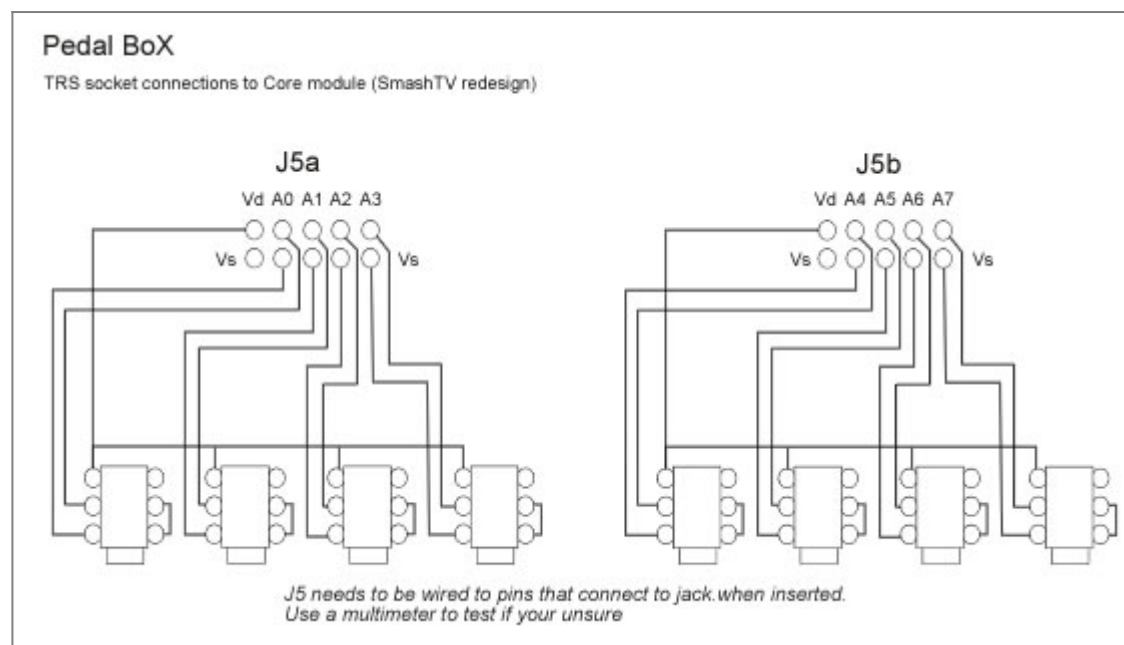 Pedal BoX
TRS socket connections to Core module (SmashTV redesign)
J5a
J5b
Vd A0 A1 A2 A3
Vd A4 A5 A6 A7
Vs
Vs
Vs
Vs
J5 needs to be wired to pins that connect to jack.when inserted.
Use a multimeter to test if your unsure